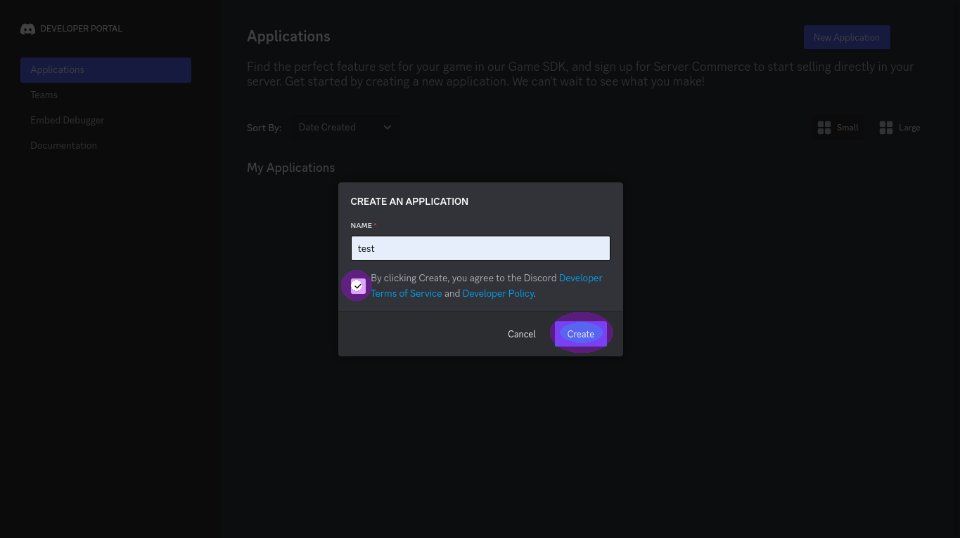 DEVELOPER PORTAL
Applications
Teams
Embed Debugger
Documentation
Applications
New Application
Find the perfect feature set for your game in our Game SDK, and sign up for Server Commerce to start selling directly in your
server. Get started by creating a new application. We can't wait to see what you make!
Sort By:
Date Created
Small
Large
My Applications
CREATE AN APPLICATION
NAME *
test
By clicking Create, you agree to the Discord Developer
Terms of Service and Developer Policy.
Cancel
Create